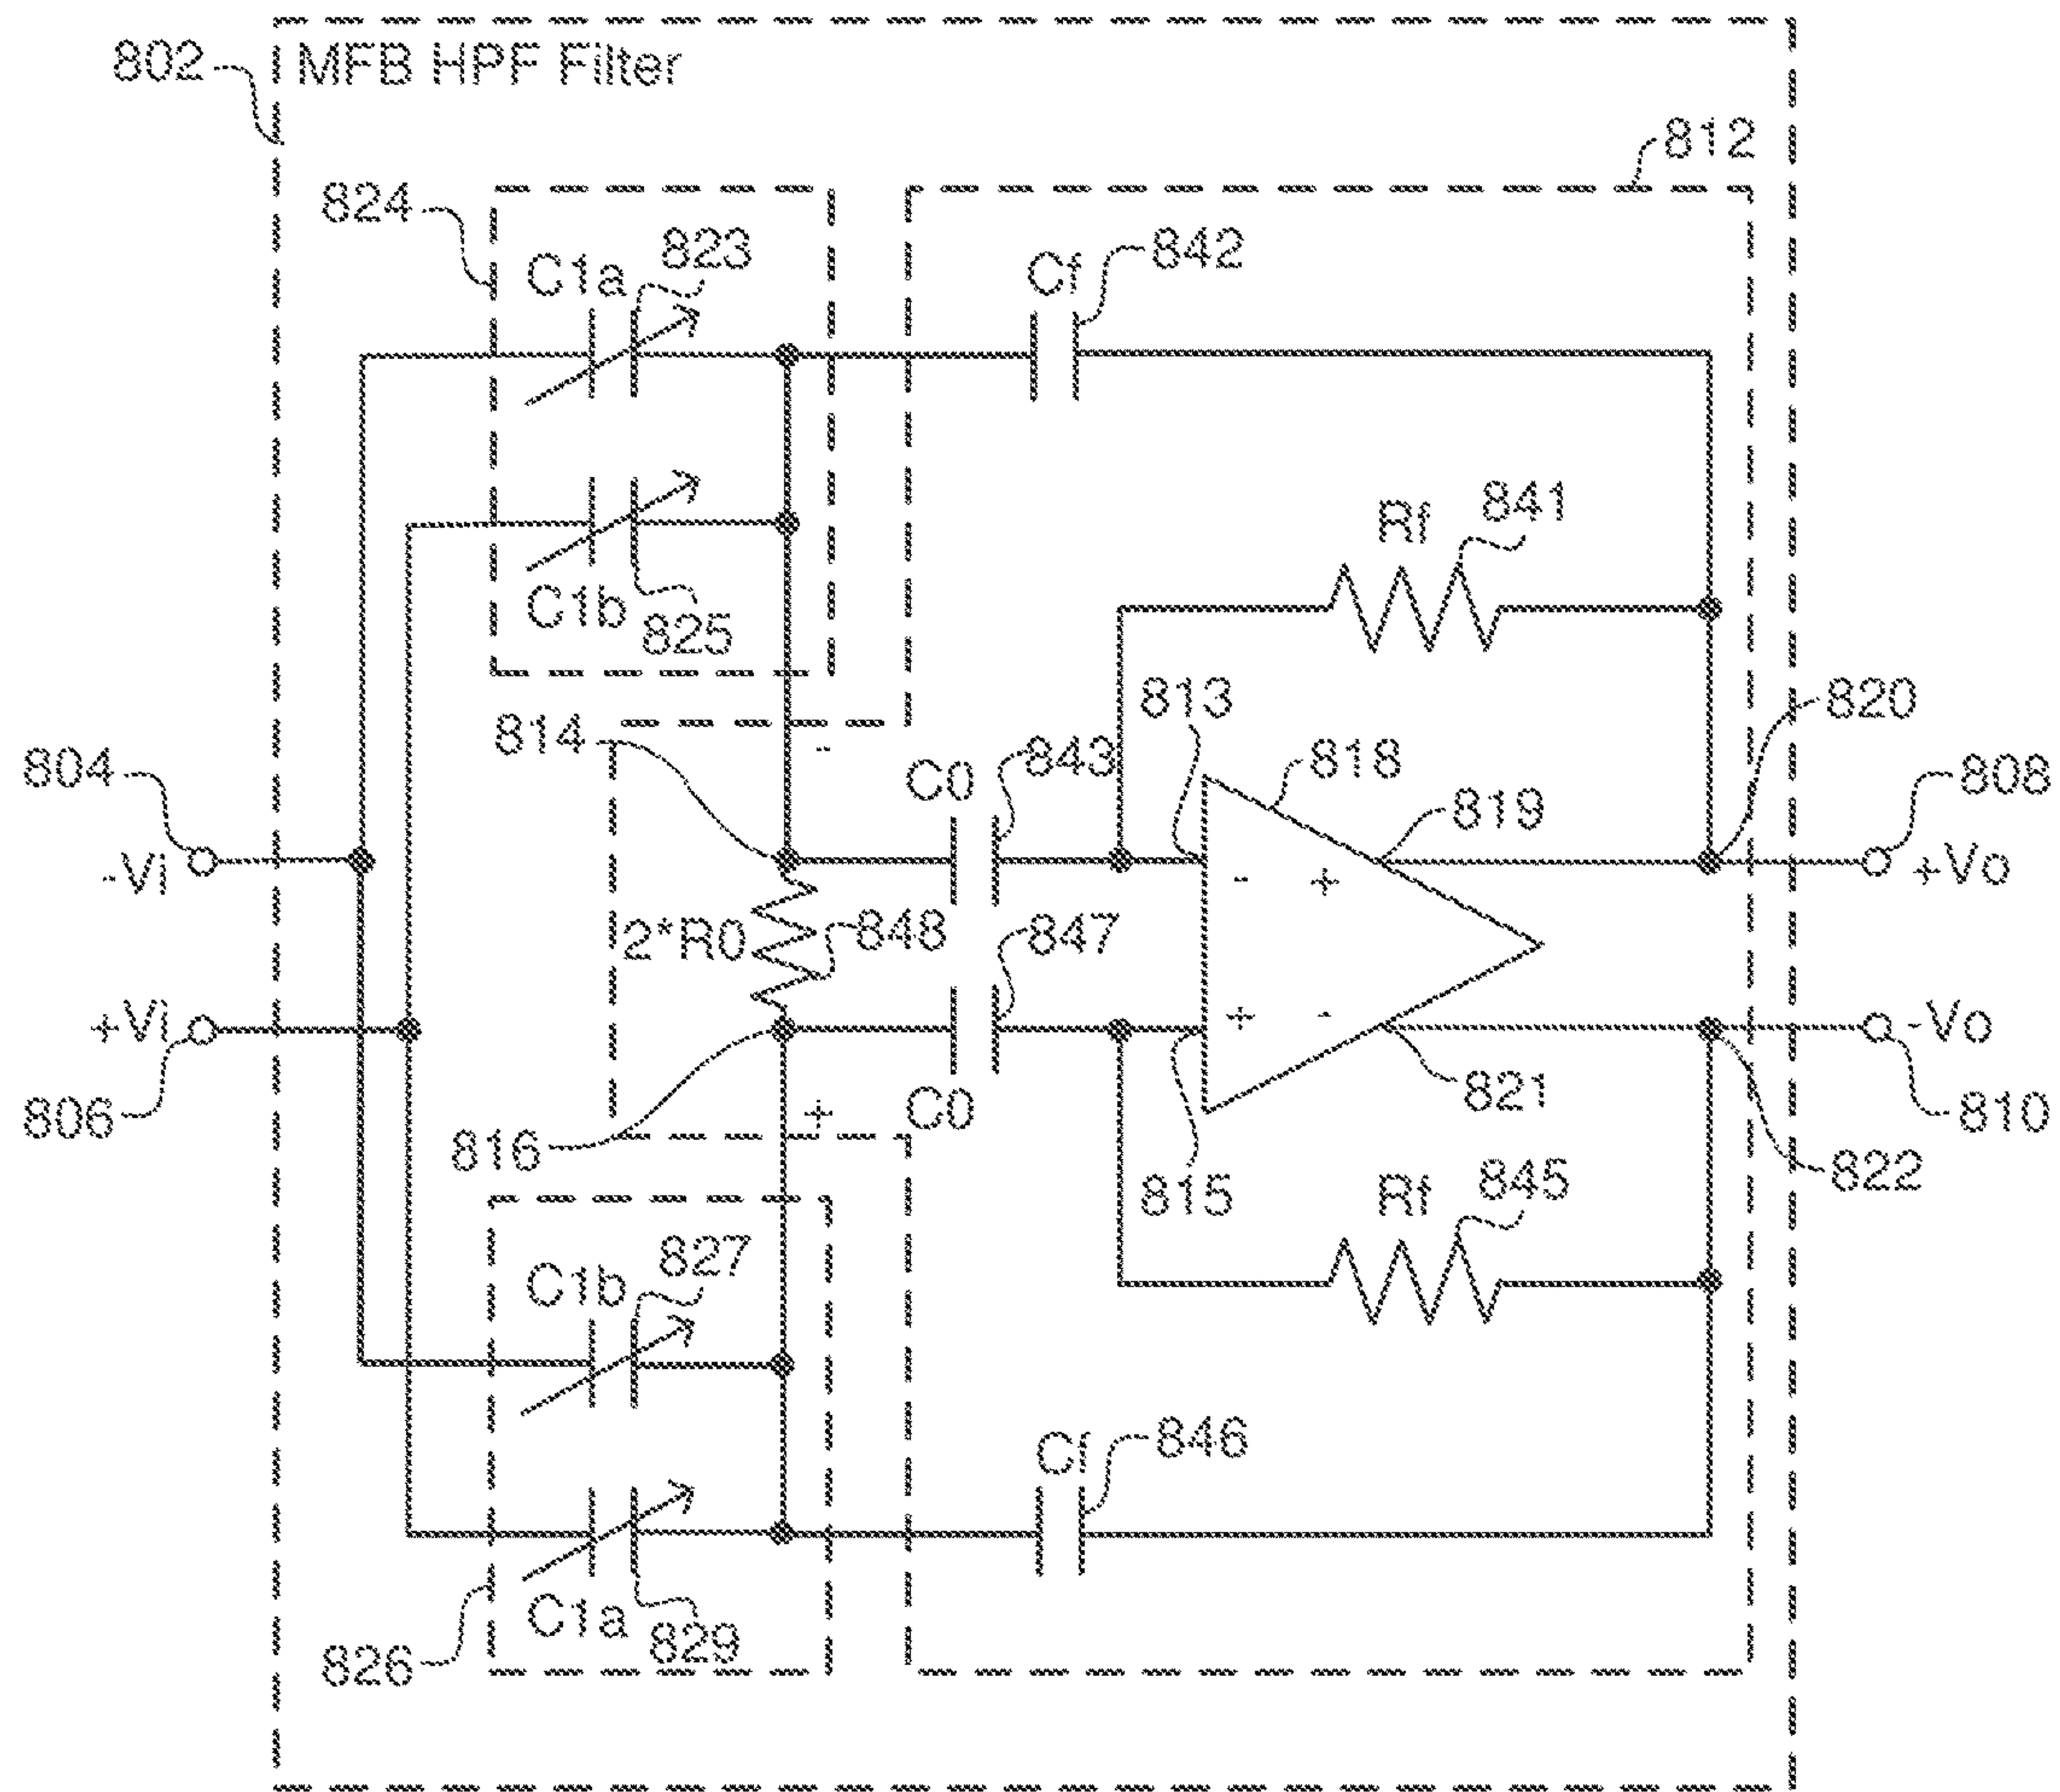 802
MFB HPF Filter
812
824
C1a
823
Cf
842
C1b
825
Rf
841
814
-
813
820
804
-Vi
C0
843
818
819
808
+Vo
- +
2*R0
848
847
+Vi
+ -
-Vo
806
816
+
C0
815
821
822
810
C1b
827
Rf
845
Cf
846
C1a
829
826